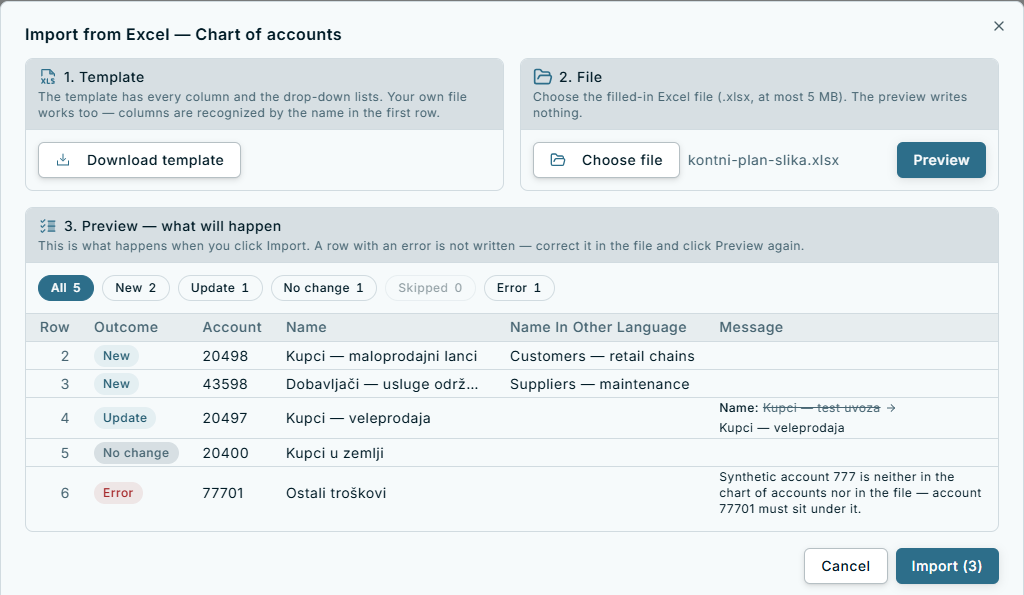 Import from Excel — Chart of accounts
XLS 1. Template
The template has every column and the drop-down lists. Your own file
works too — columns are recognized by the name in the first row.
Download template
2. File
Choose the filled-in Excel file (.xlsx, at most 5 MB). The preview writes
nothing.
Choose file kontni-plan-slika.xlsx Preview
3. Preview — what will happen
This is what happens when you click Import. A row with an error is not written — correct it in the file and click Preview again.
All 5 New 2 Update 1 No change 1 Skipped 0 Error 1
Row Outcome Account Name Name In Other Language Message
2 New 20498 Kupci — maloprodajni lanci Customers — retail chains
3 New 43598 Dobavljači — usluge održ... Suppliers — maintenance
4 Update 20497 Kupci — veleprodaja Name: Kupci — test uvoza →
Kupci — veleprodaja
5 No change 20400 Kupci u zemlji
6 Error 77701 Ostali troškovi Synthetic account 777 is neither in the
chart of accounts nor in the file — account
77701 must sit under it.
Cancel Import (3)